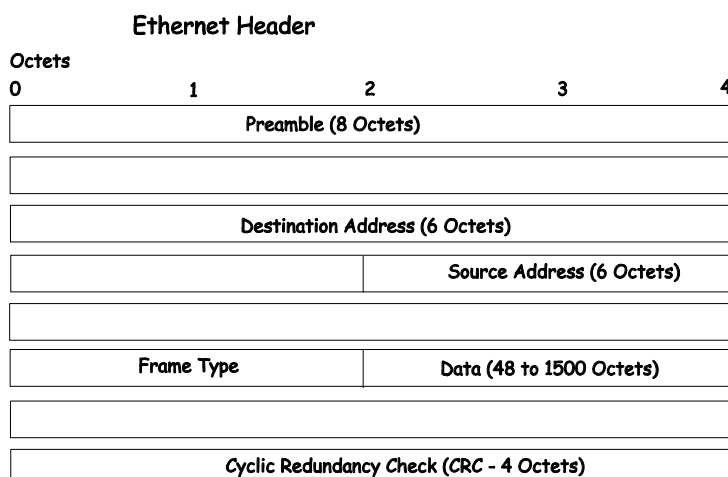 Ethernet Header
Octets
0 1 2 3 4
Preamble (8 Octets)
Destination Address (6 Octets)
Source Address (6 Octets)
Frame Type Data (48 to 1500 Octets)
Cyclic Redundancy Check (CRC - 4 Octets)